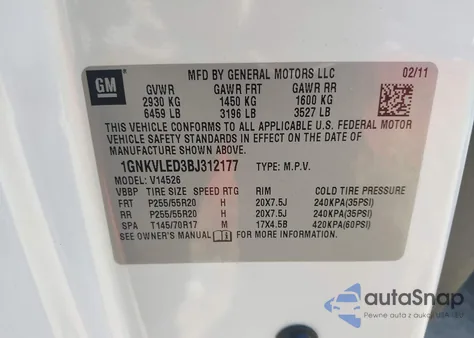 MFD BY GENERAL MOTORS LLC 02/11
GM
GVWR GAWR FRT GAWR RR
2930 KG 1450 KG 1600 KG
6459 LB 3196 LB 3527 LB
THIS VEHICLE CONFORMS TO ALL APPLICABLE U.S. FEDERAL MOTOR
VEHICLE SAFETY STANDARDS IN EFFECT ON THE DATE OF
MANUFACTURE SHOWN ABOVE.
1GNKVLED3BJ312177 TYPE: M.P.V.
MODEL: V14526
VBBP TIRE SIZE SPEED RTG RIM COLD TIRE PRESSURE
FRT P255/55R20 H 20X7.5J 240KPA(35PSI)
RR P255/55R20 H 20X7.5J 240KPA(35PSI)
SPA T145/70R17 M 17X4.5B 420KPA(60PSI)
SEE OWNER'S MANUAL FOR MORE INFORMATION.
autoSnap
Pewne auto z aukcji USA